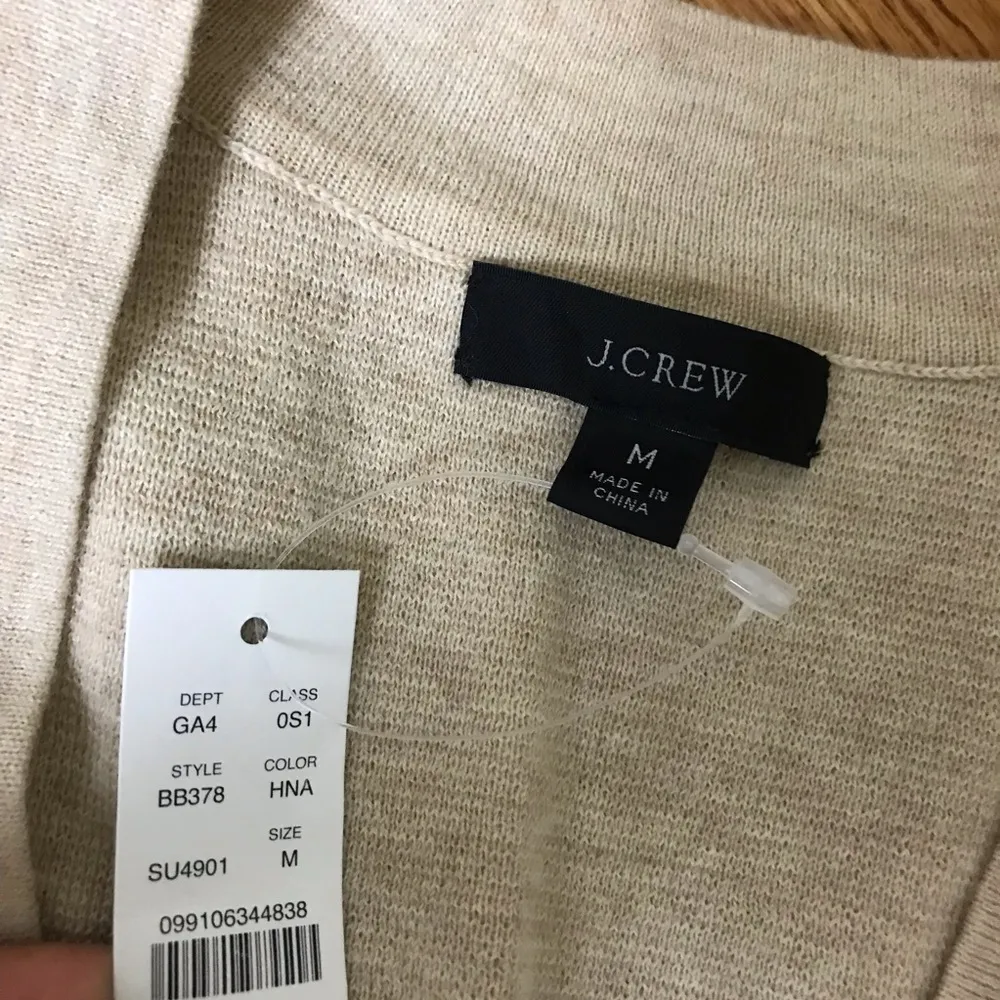 J.CREW
M
MADE IN
CHINA
DEPT CLASS
GA4 0S1
STYLE COLOR
BB378 HNA
SIZE
SU4901 M
099106344838